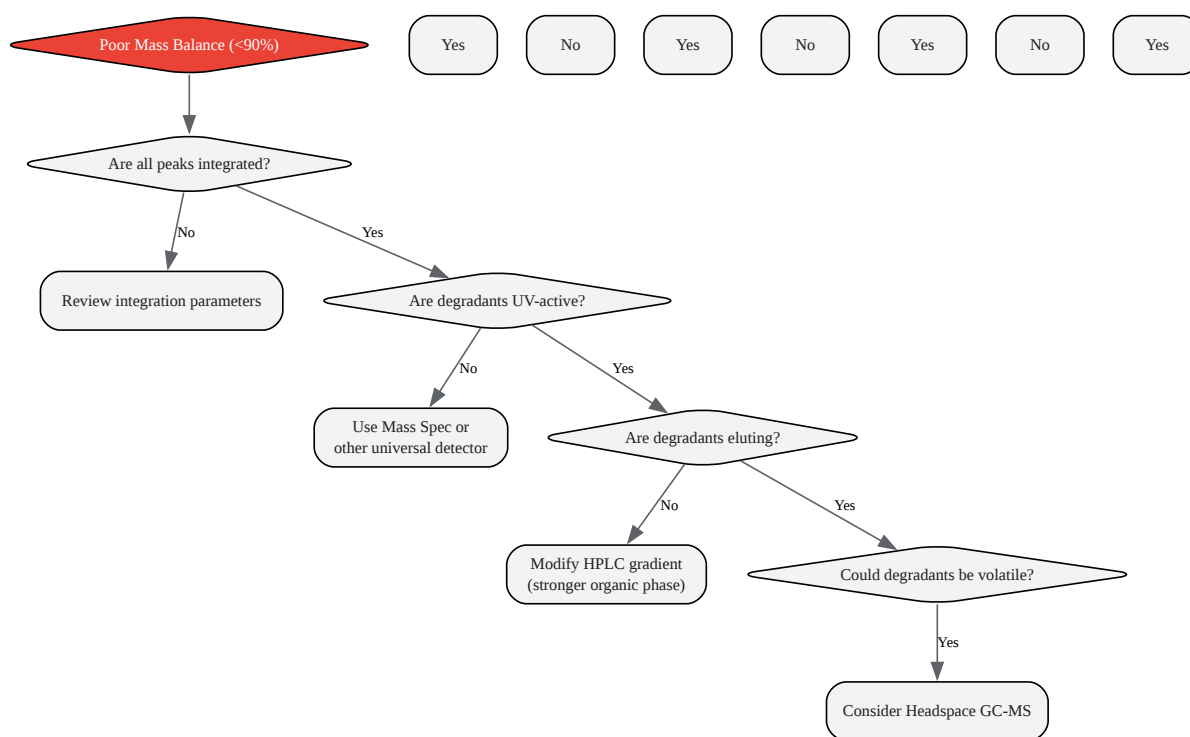 Poor Mass Balance (<90%)
Yes
No
Yes
No
Yes
No
Yes
Are all peaks integrated?
No
Yes
Review integration parameters
Are degradants UV-active?
No
Yes
Use Mass Spec or
other universal detector
Are degradants eluting?
No
Yes
Modify HPLC gradient
(stronger organic phase)
Could degradants be volatile?
Yes
Consider Headspace GC-MS